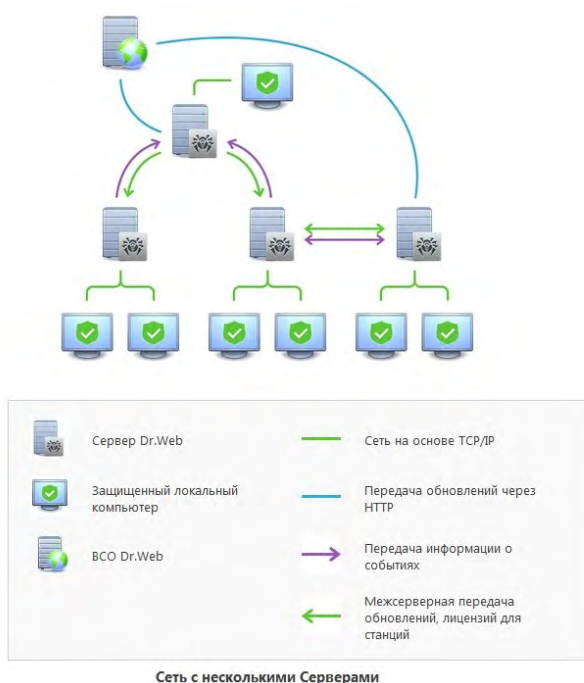 Сервер Dr.Web
Сеть на основе TCP/IP
Защищенный локальный
компьютер
Передача обновлений через
HTTP
ВСО Dr.Web
Передача информации о
событиях
Межсерверная передача
обновлений, лицензий для
станций
Сеть с несколькими Серверами